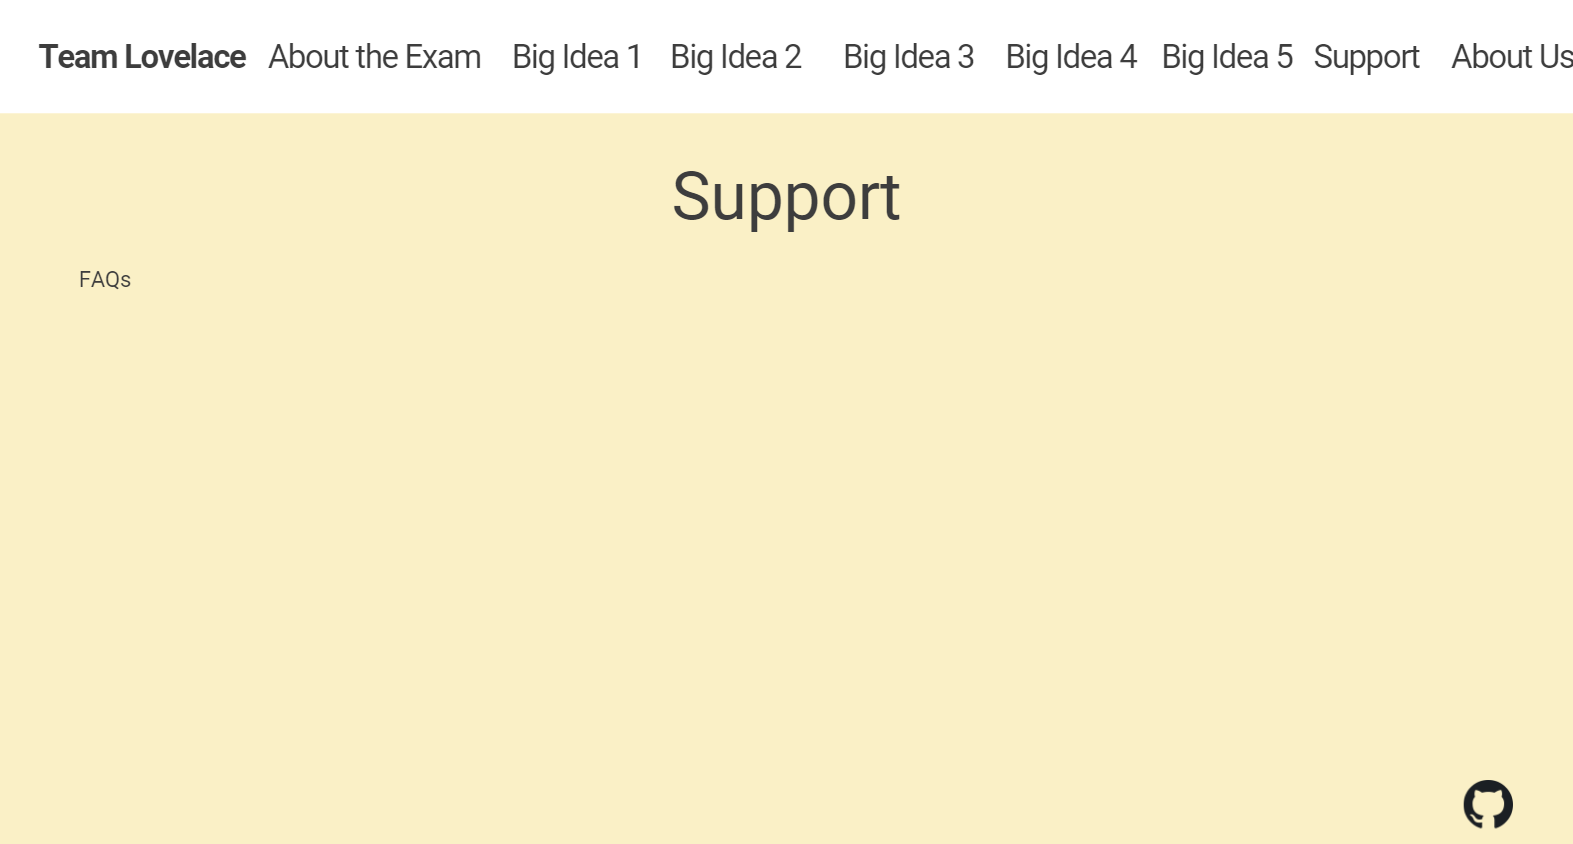 Team Lovelace About the Exam Big Idea 1 Big Idea 2 Big Idea 3 Big Idea 4 Big Idea 5 Support About Us
Support
FAQs